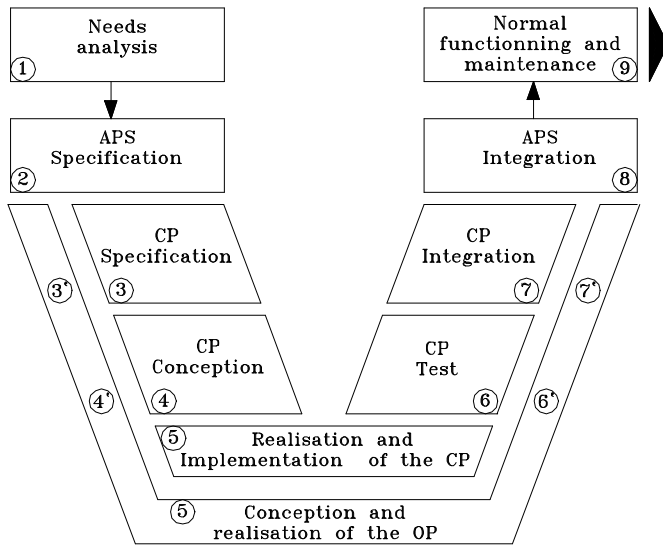 Needs
analysis
1
APS
Specification
2
CP
Specification
3
3'
CP
Conception
4
4'
5
Realisation and
Implementation of the CP
5
Conception and
realisation of the OP
CP
Test
6
6'
CP
Integration
7
7'
APS
Integration
8
Normal
functionning and
maintenance
9